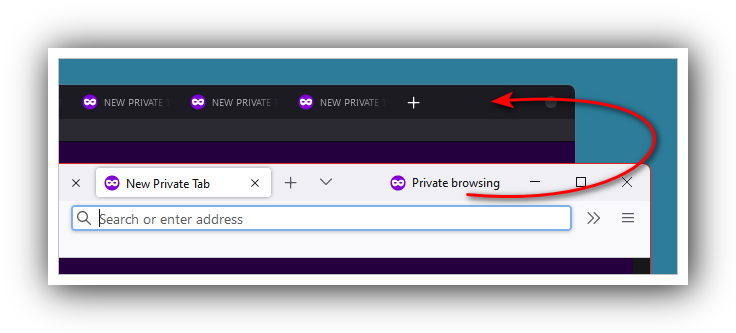 NEW PRIVATE T NEW PRIVATE T NEW PRIVATE T
New Private Tab Private browsing
Search or enter address